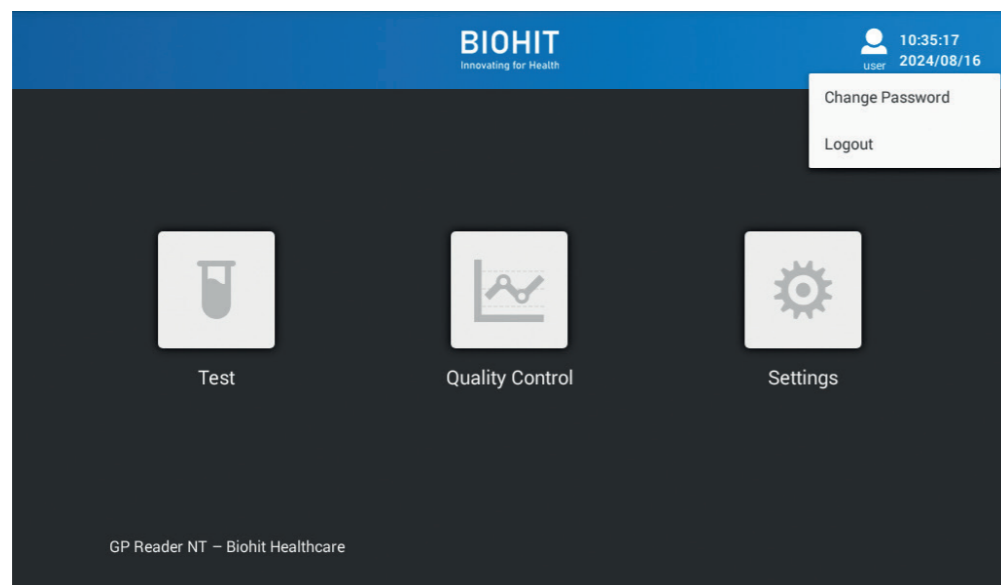 BIOHIT
Innovating for Health
user
10:35:17
2024/08/16
Change Password
Logout
Test
Quality Control
Settings
GP Reader NT – Biohit Healthcare